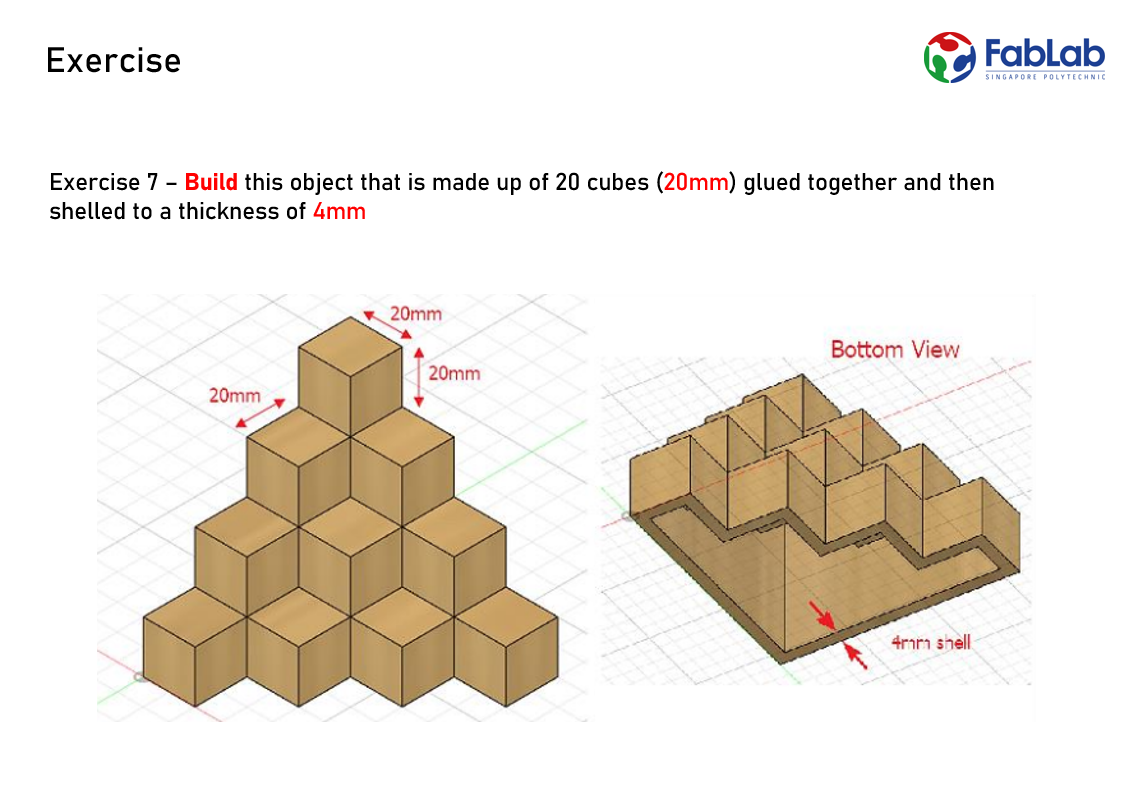 Exercise
FabLab
SINGAPORE POLYTECHNIC
Exercise 7 – Build this object that is made up of 20 cubes (20mm) glued together and then
shelled to a thickness of 4mm
20mm
20mm
20mm
Bottom View
4mm shell